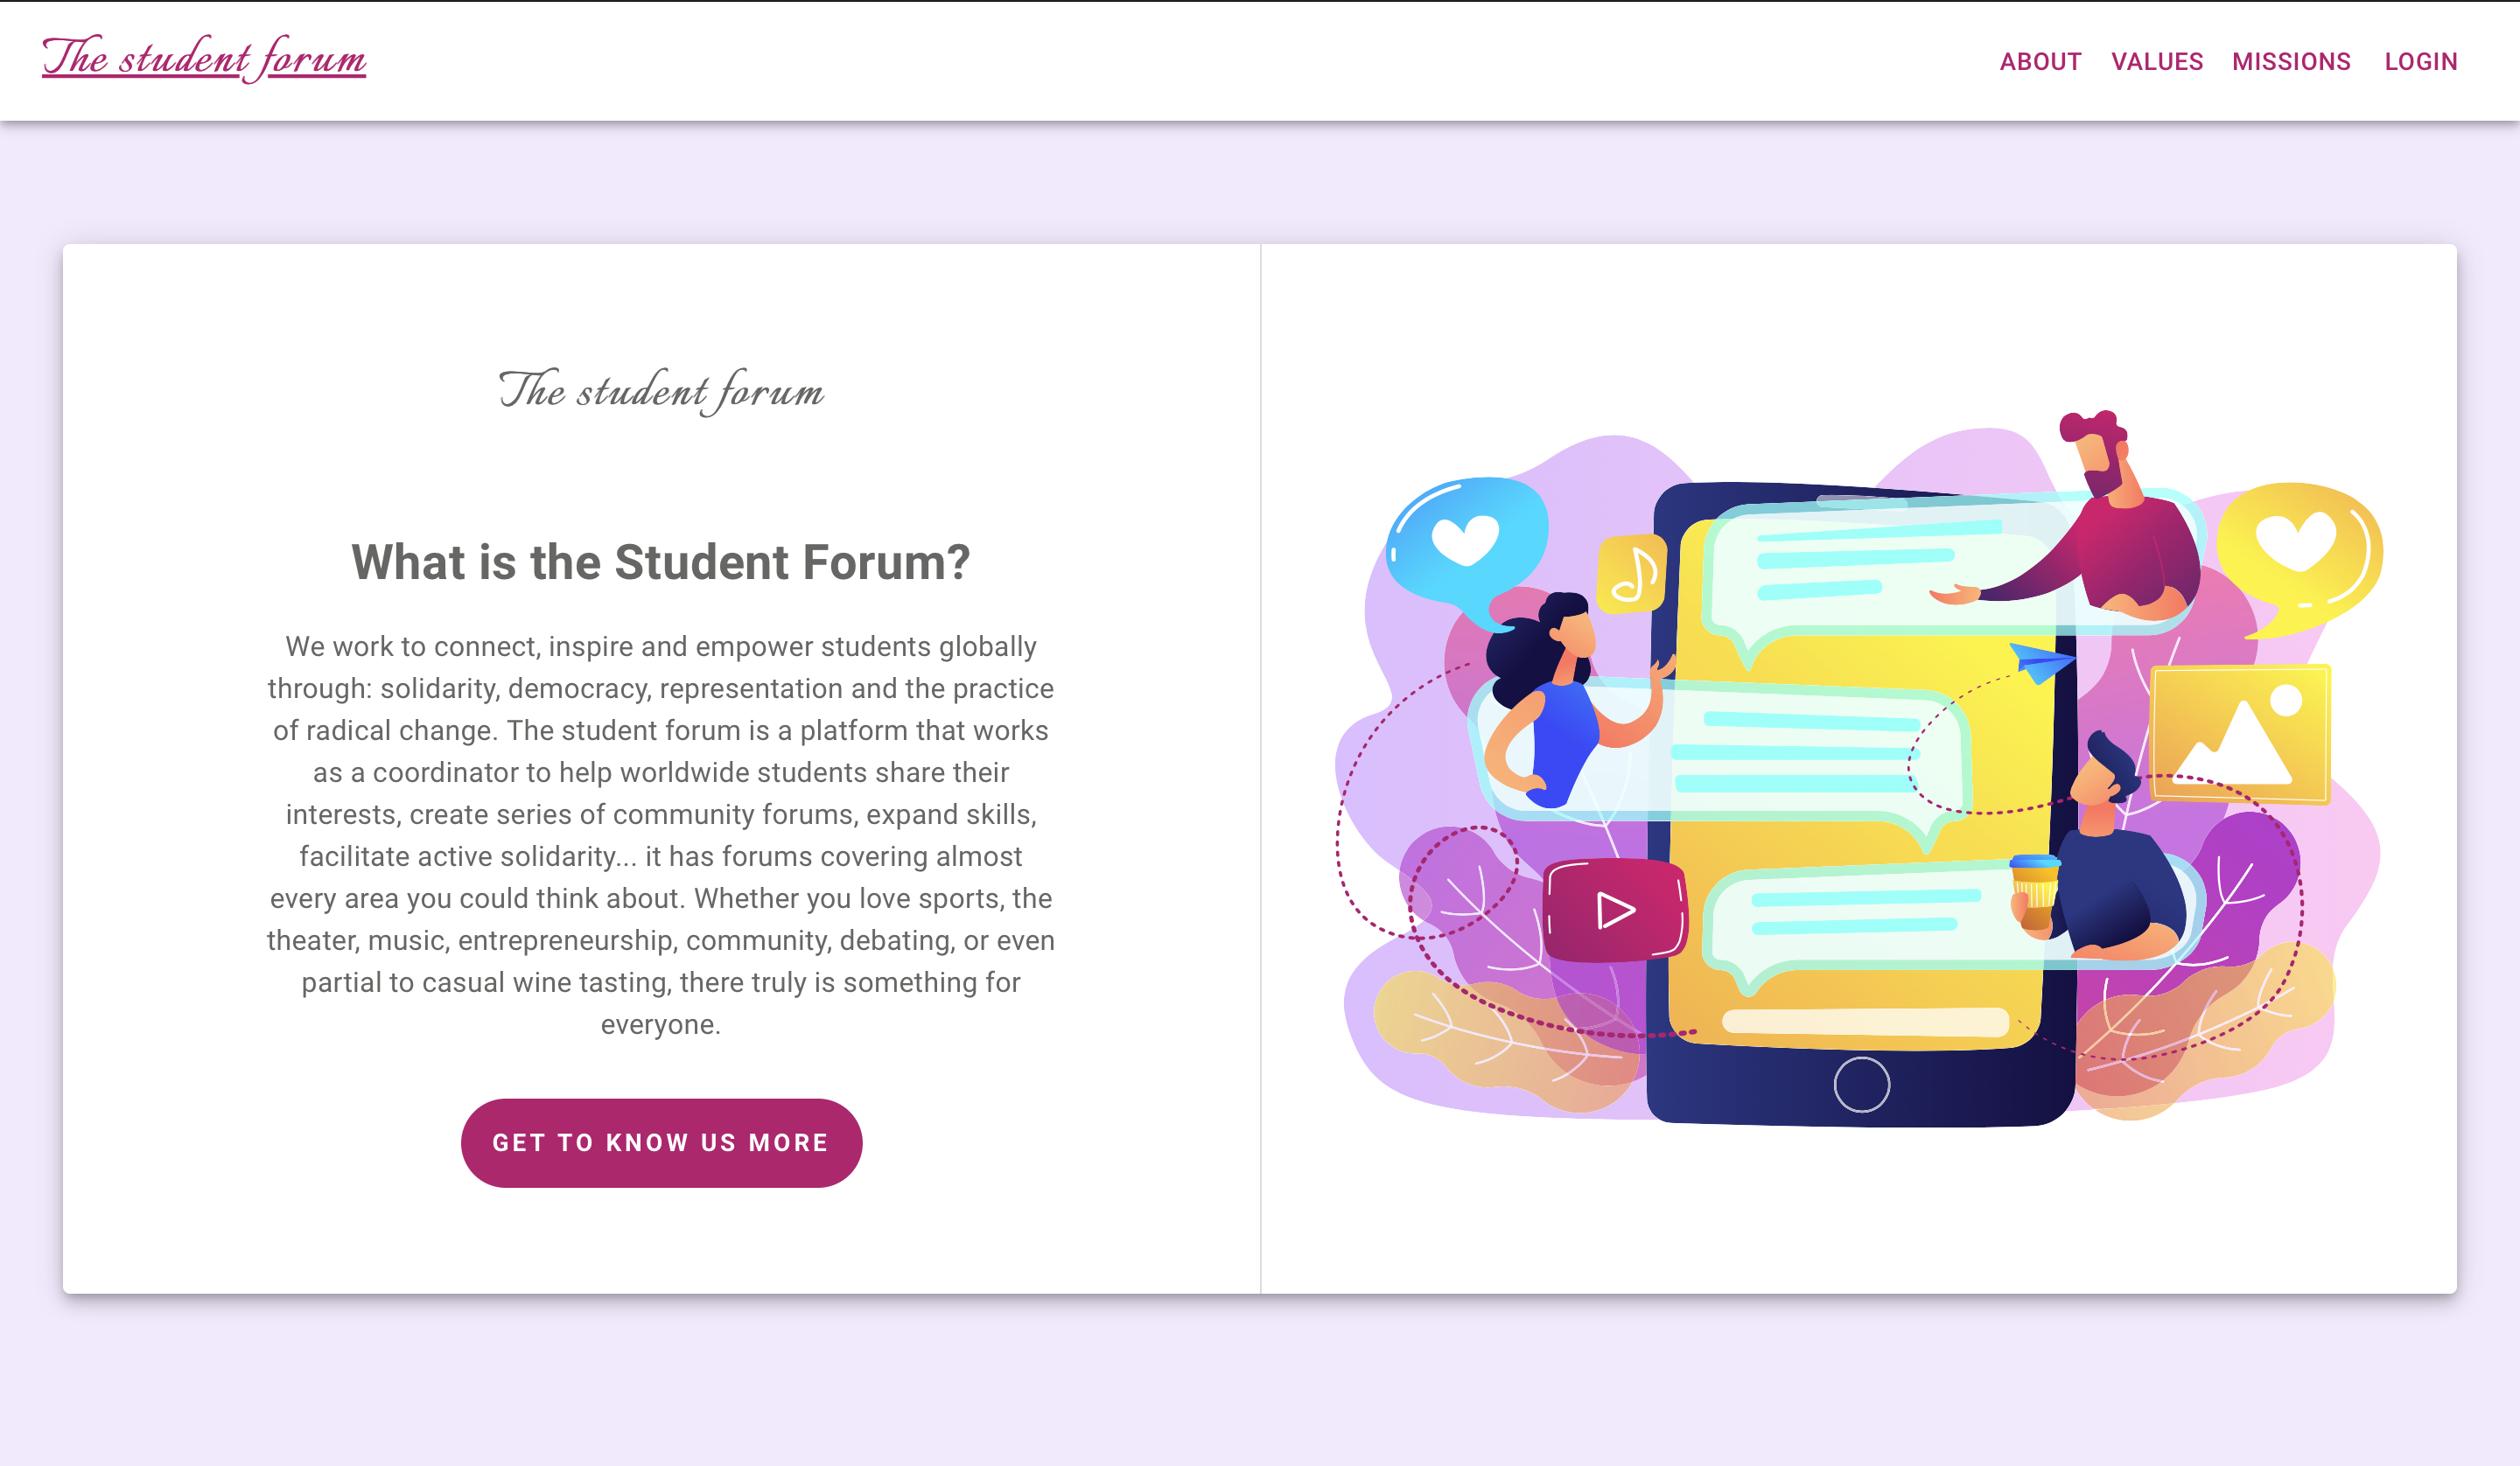 The student forum
ABOUT VALUES MISSIONS LOGIN
The student forum
What is the Student Forum?
We work to connect, inspire and empower students globally
through: solidarity, democracy, representation and the practice
of radical change. The student forum is a platform that works
as a coordinator to help worldwide students share their
interests, create series of community forums, expand skills,
facilitate active solidarity... it has forums covering almost
every area you could think about. Whether you love sports, the
theater, music, entrepreneurship, community, debating, or even
partial to casual wine tasting, there truly is something for
everyone.
GET TO KNOW US MORE